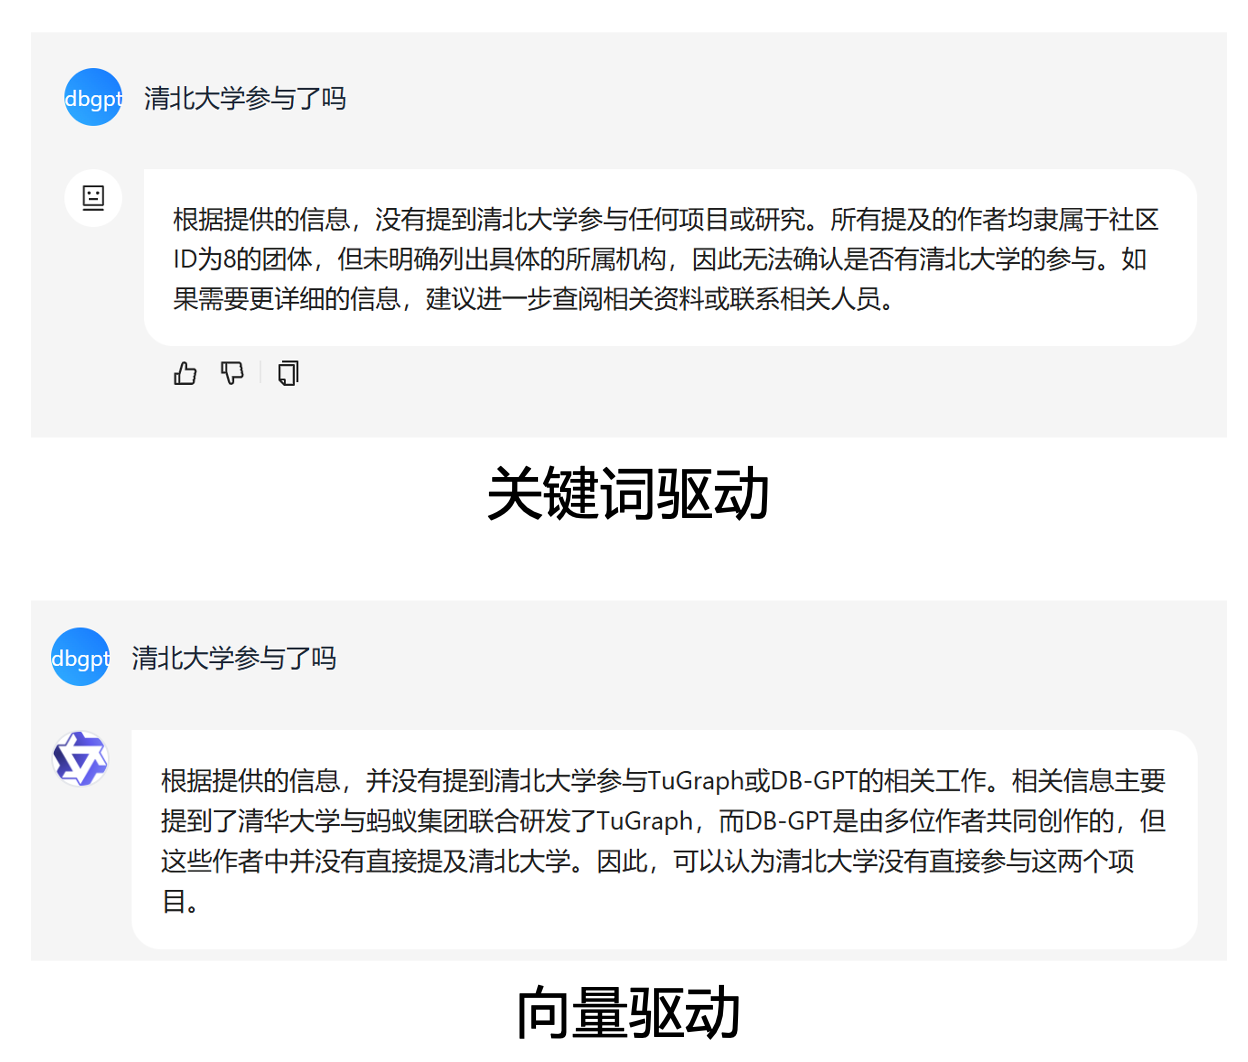 dbgpt 清北大学参与了吗
根据提供的信息，没有提到清北大学参与任何项目或研究。所有提及的作者均隶属于社区
ID为8的团体，但未明确列出具体的所属机构，因此无法确认是否有清北大学的参与。如
果需要更详细的信息，建议进一步查阅相关资料或联系相关人员。
关键词驱动
dbgpt 清北大学参与了吗
根据提供的信息，并没有提到清北大学参与TuGraph或DB-GPT的相关工作。相关信息主要
提到了清华大学与蚂蚁集团联合研发了TuGraph，而DB-GPT是由多位作者共同创作的，但
这些作者中并没有直接提及清北大学。因此，可以认为清北大学没有直接参与这两个项
目。
向量驱动